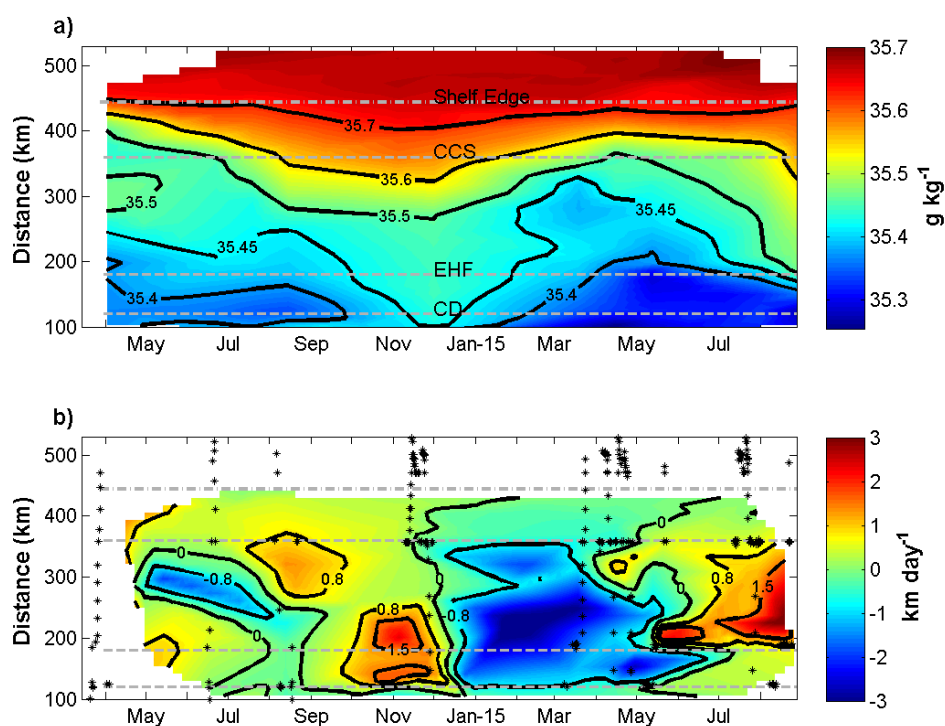 a)
500
400
300
200
100
Distance (km)
Shelf Edge
35.7
CCS
35.6
35.5
35.5
35.45
35.45
EHF
35.4
35.4
CD
May
Jul
Sep
Nov
Jan-15
Mar
May
Jul
35.7
35.6
35.5
35.4
35.3
g kg-1
b)
500
400
300
200
100
Distance (km)
0
0
0
-0.8
0.8
0.8
0
-0.8
0
-0.8
1.5
1.5
May
Jul
Sep
Nov
Jan-15
Mar
May
Jul
3
2
1
0
-1
-2
-3
km day-1